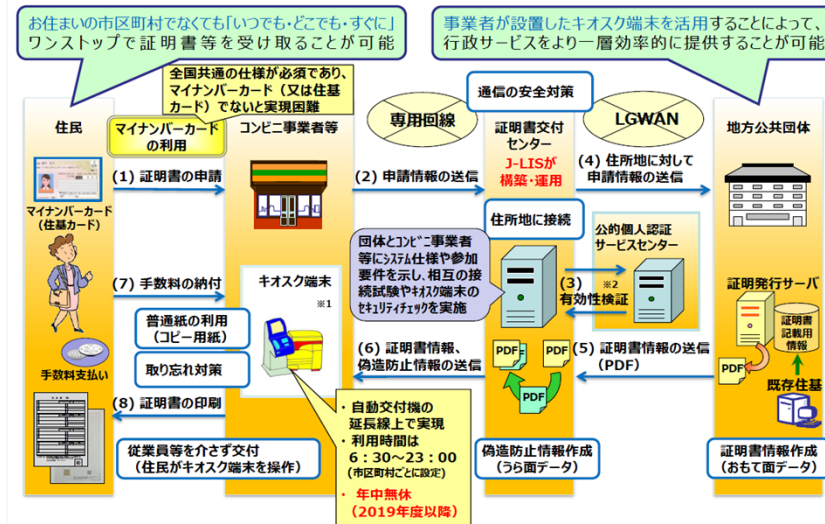 お住まいの市区町村でなくても「いつでも・どこでも・すぐに」
ワンストップで証明書等を受け取ることが可能
事業者が設置したキオスク端末を活用することによって、
行政サービスをより一層効率的に提供することが可能
全国共通の仕様が必須であり、
マイナンバーカード（又は住基
カード）でないと実現困難
通信の安全対策
住民
マイナンバーカード
の利用
コンビニ事業者等
専用回線
証明書交付
センター
J-LISが
構築・運用
LGWAN
地方公共団体
(1) 証明書の申請
(2) 申請情報の送信
(4) 住所地に対して
申請情報の送信
マイナンバーカード
(住基カード)
住所地に接続
団体とコンビニ事業者
等にシステム仕様や参加
要件を示し、相互の接
続試験やキオスク端末の
セキュリティチェックを実施
公的個人認証
サービスセンター
(3) ※2
有効性検証
(7) 手数料の納付
キオスク端末
※1
証明発行サーバ
証明書
記載用
情報
普通紙の利用
（コピー用紙）
(6) 証明書情報、
偽造防止情報の送信
PDF
PDF
PDF
(5) 証明書情報の送信
（PDF）
PDF
既存住基
手数料支払い
取り忘れ対策
(8) 証明書の印刷
・自動交付機の
延長線上で実現
・利用時間は
6：30～23：00
(市区町村ごとに設定)
・年中無休
（2019年度以降）
従業員等を介さず交付
（住民がキオスク端末を操作）
偽造防止情報作成
（うら面データ）
証明書情報作成
（おもて面データ）